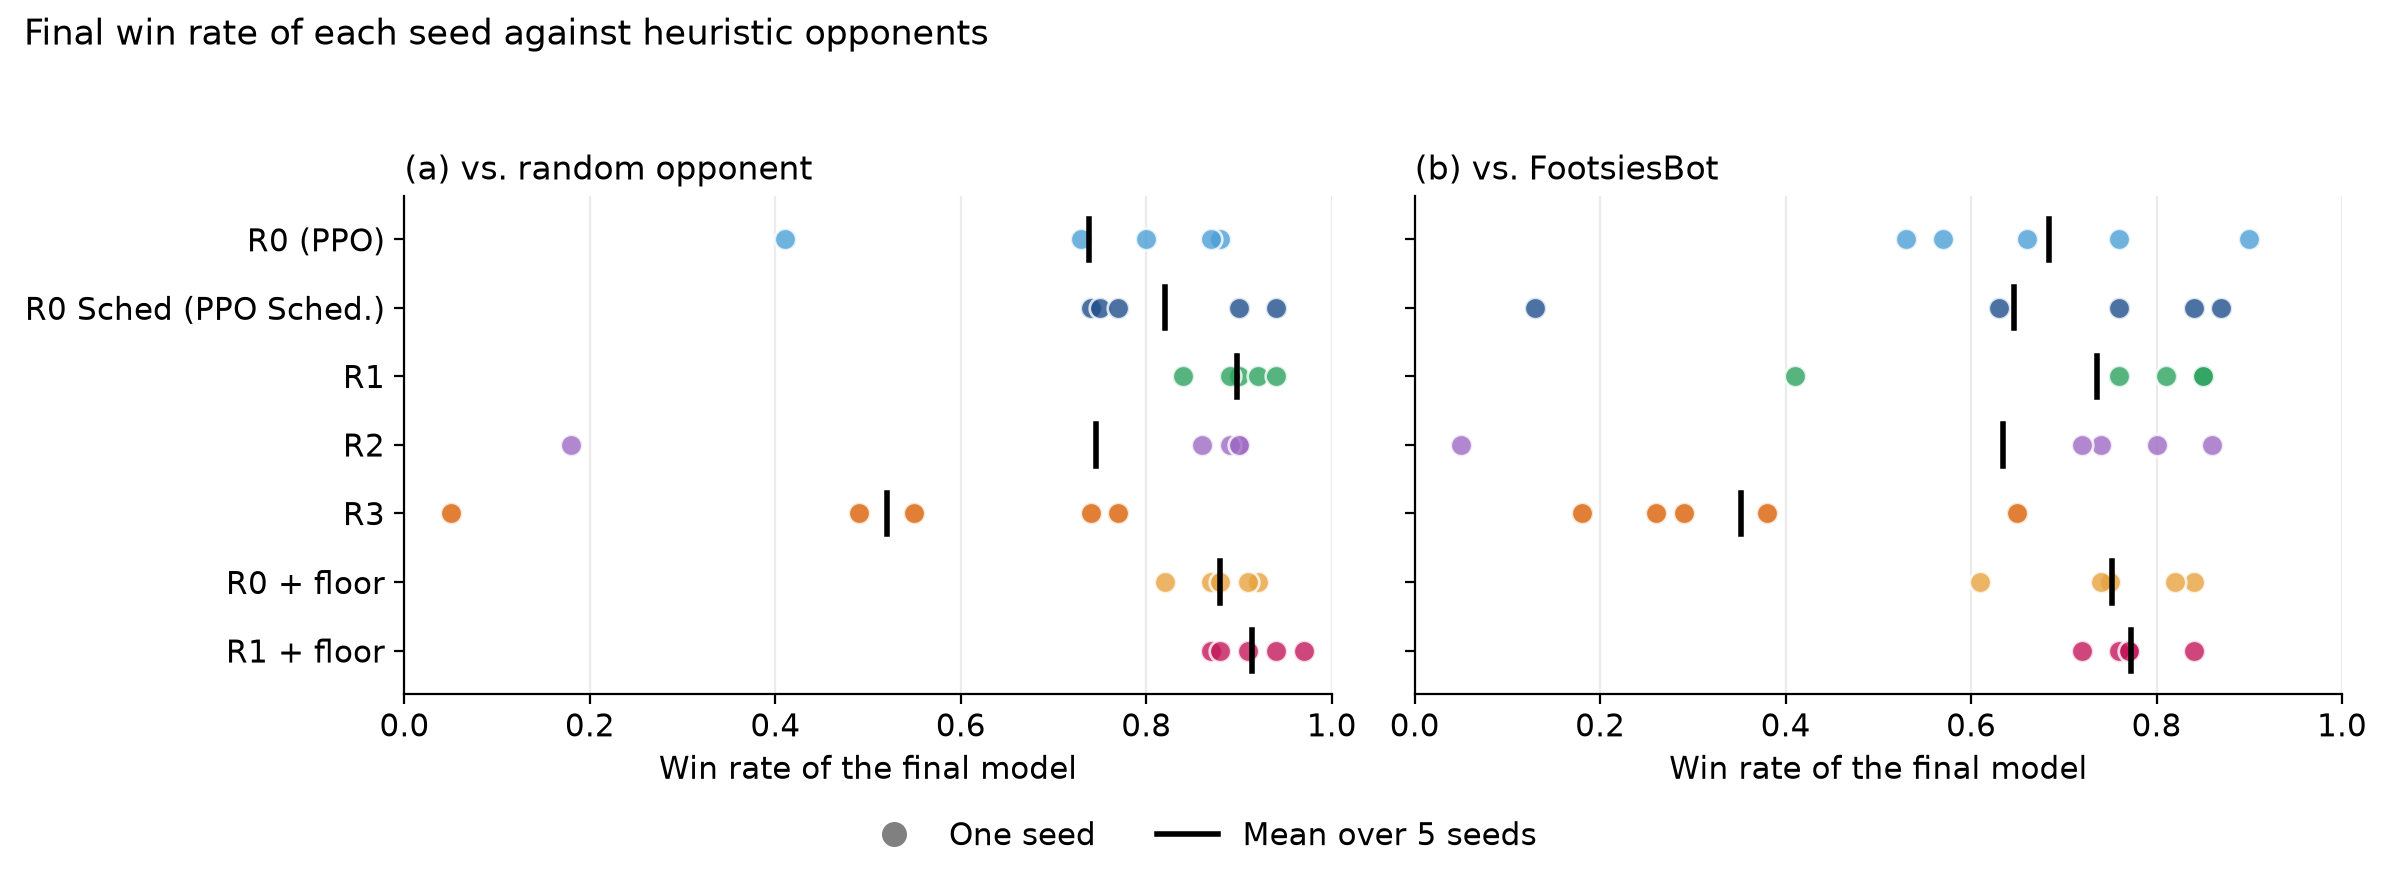 Final win rate of each seed against heuristic opponents
(a) vs. random opponent
(b) vs. FootsiesBot
R0 (PPO)
R0 Sched (PPO Sched.)
R1
R2
R3
R0 + floor
R1 + floor
0.0 0.2 0.4 0.6 0.8 1.0
0.0 0.2 0.4 0.6 0.8 1.0
Win rate of the final model
Win rate of the final model
One seed
Mean over 5 seeds